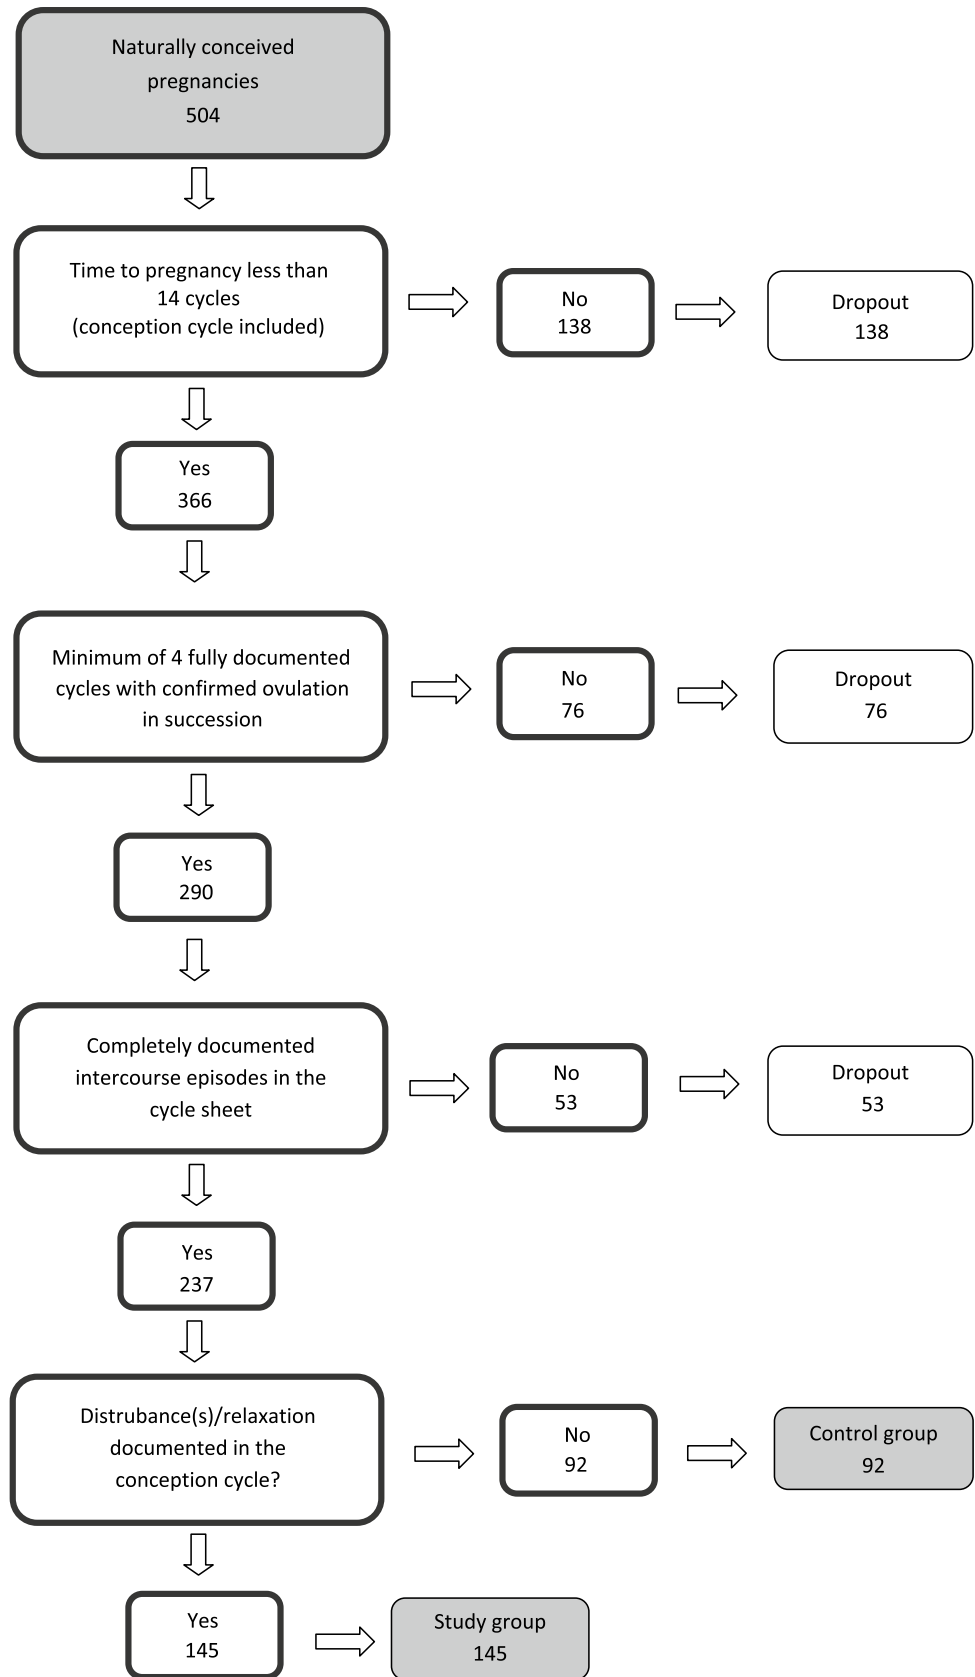 Naturally conceived
pregnancies
504
Time to pregnancy less than
14 cycles
(conception cycle included)
No
138
Dropout
138
Yes
366
Minimum of 4 fully documented
cycles with confirmed ovulation
in succession
No
76
Dropout
76
Yes
290
Completely documented
intercourse episodes in the
cycle sheet
No
53
Dropout
53
Yes
237
Distrubance(s)/relaxation
documented in the
conception cycle?
No
92
Control group
92
Yes
145
Study group
145